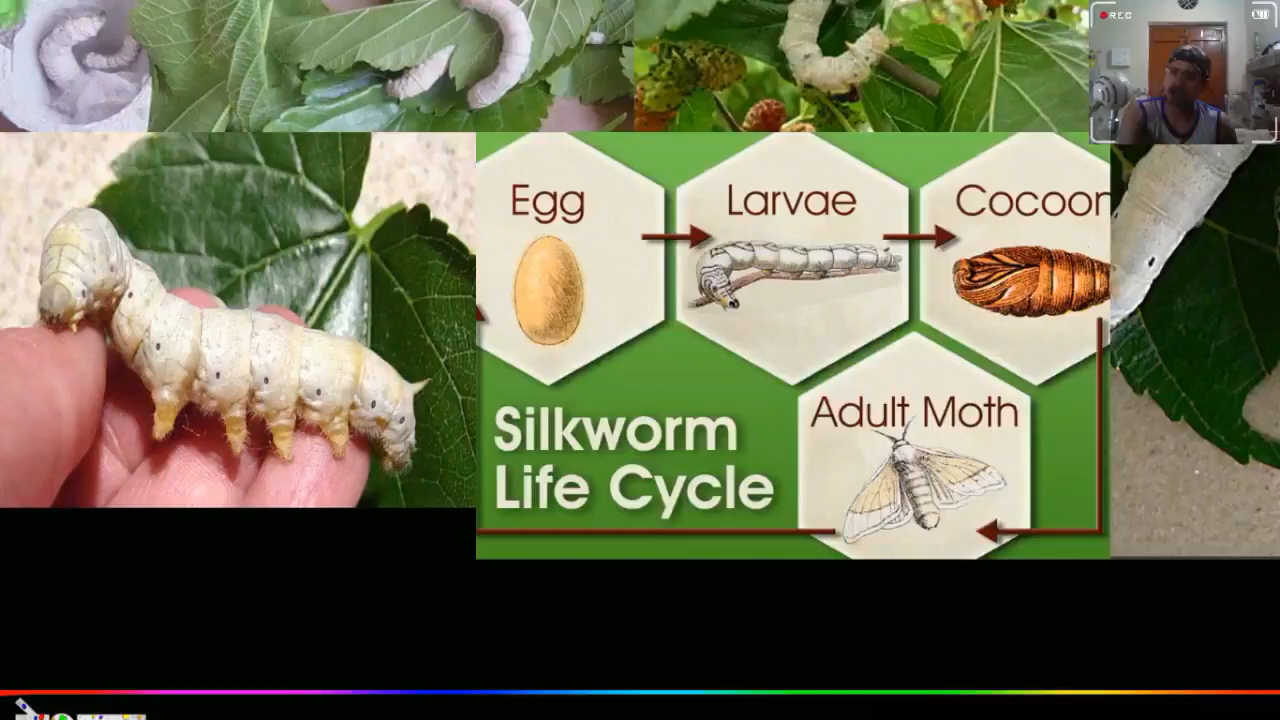 REC
Egg
Larvae
Cocoon
Adult Moth
Silkworm
Life Cycle